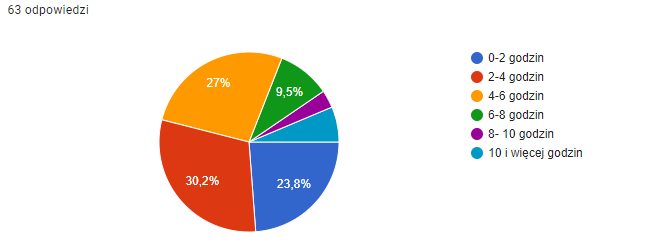 63 odpowiedzi
27%
9,5%
30,2%
23,8%
0-2 godzin
2-4 godzin
4-6 godzin
6-8 godzin
8- 10 godzin
10 i więcej godzin